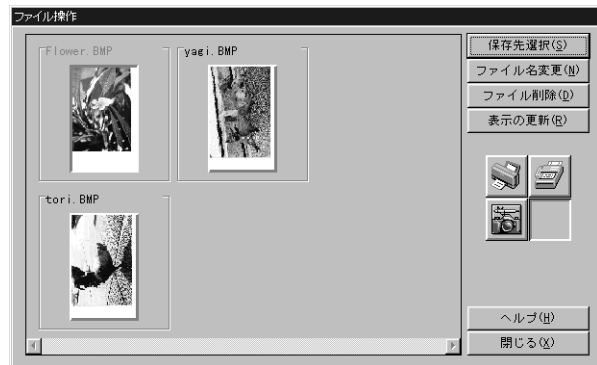 ファイル操作
Flower.BMP
yagi.BMP
tori.BMP
保存先選択(S)
ファイル名変更(N)
ファイル削除(D)
表示の更新(R)
ヘルプ(H)
閉じる(X)